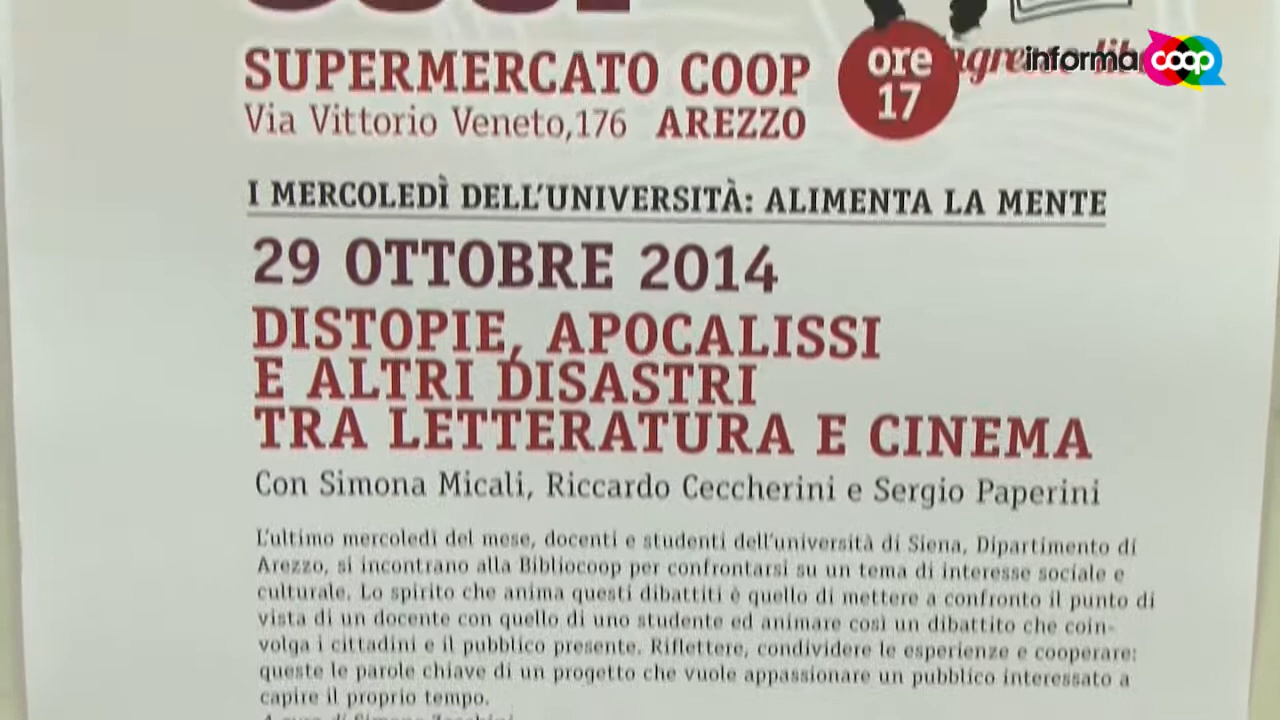 SUPERMERCATO COOP
Via Vittorio Veneto,176 AREZZO
ore
17
informa coop
I MERCOLEDÌ DELL'UNIVERSITÀ: ALIMENTA LA MENTE
29 OTTOBRE 2014
DISTOPIE, APOCALISSI
E ALTRI DISASTRI
TRA LETTERATURA E CINEMA
Con Simona Micali, Riccardo Ceccherini e Sergio Paperini
L'ultimo mercoledì del mese, docenti e studenti dell'università di Siena, Dipartimento di
Arezzo, si incontrano alla Bibliocoop per confrontarsi su un tema di interesse sociale e
culturale. Lo spirito che anima questi dibattiti è quello di mettere a confronto il punto di
vista di un docente con quello di uno studente ed animare così un dibattito che coin-
volga i cittadini e il pubblico presente. Riflettere, condividere le esperienze e cooperare:
queste le parole chiave di un progetto che vuole appassionare un pubblico interessato a
capire il proprio tempo.